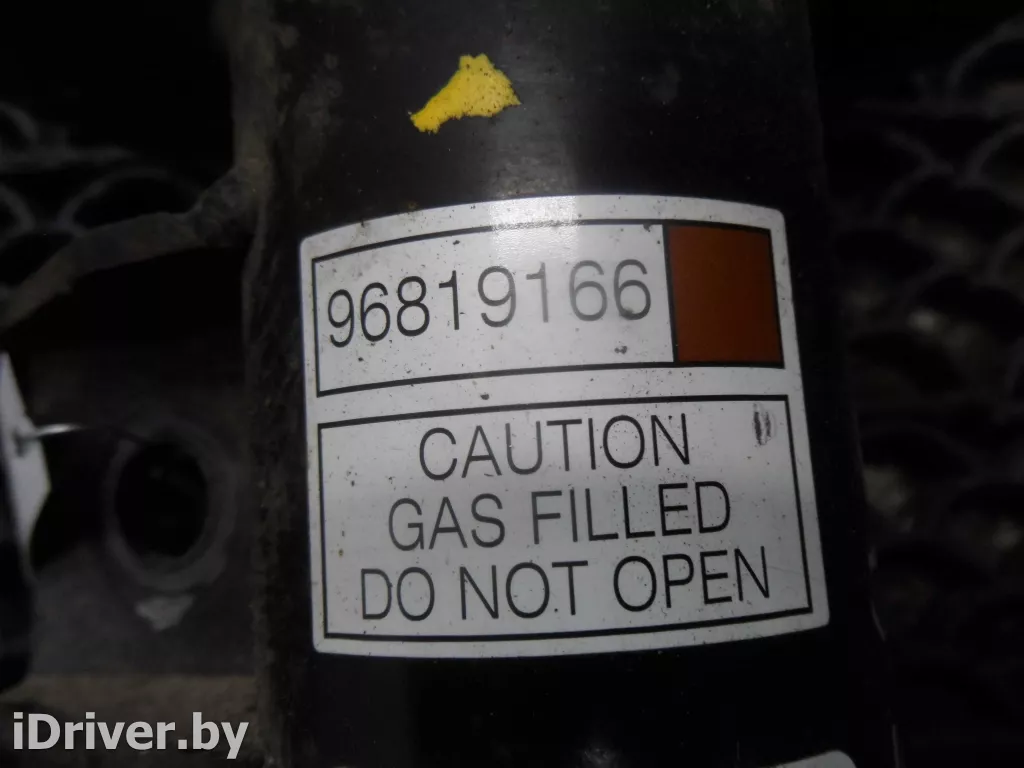 96819166
CAUTION
GAS FILLED
DO NOT OPEN
iDriver.by